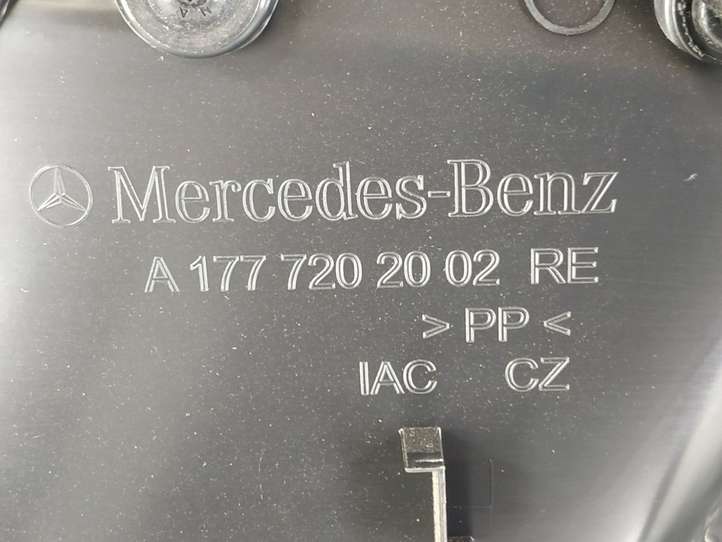 Mercedes-Benz
A 177 720 20 02 RE
> PP <
IAC CZ